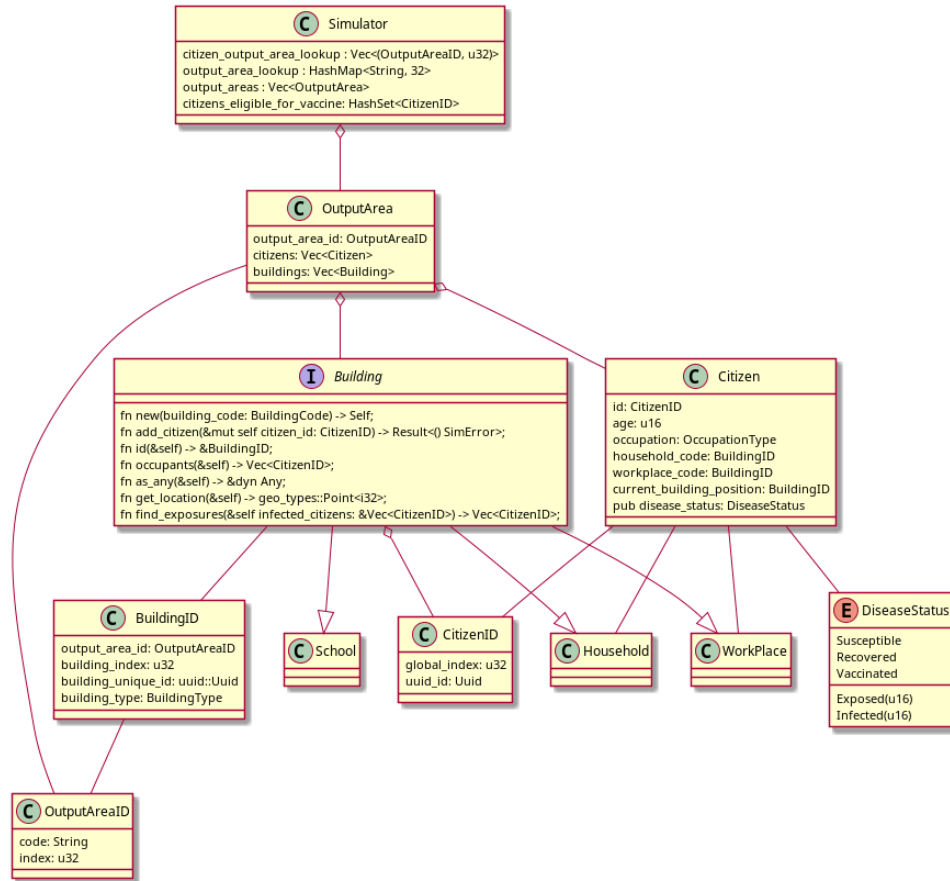 C Simulator
citizen_output_area_lookup : Vec<(OutputAreaID, u32)>
output_area_lookup : HashMap<String, 32>
output_areas : Vec<OutputArea>
citizens_eligible_for_vaccine: HashSet<CitizenID>
C OutputArea
output_area_id: OutputAreaID
citizens: Vec<Citizen>
buildings: Vec<Building>
I Building
fn new(building_code: BuildingCode) -> Self;
fn add_citizen(&mut self citizen_id: CitizenID) -> Result<() SimError>;
fn id(&self) -> &BuildingID;
fn occupants(&self) -> Vec<CitizenID>;
fn as_any(&self) -> &dyn Any;
fn get_location(&self) -> geo_types::Point<i32>;
fn find_exposures(&self infected_citizens: &Vec<CitizenID>) -> Vec<CitizenID>;
C Citizen
id: CitizenID
age: u16
occupation: OccupationType
household_code: BuildingID
workplace_code: BuildingID
current_building_position: BuildingID
pub disease_status: DiseaseStatus
C BuildingID
output_area_id: OutputAreaID
building_index: u32
building_unique_id: uuid::Uuid
building_type: BuildingType
C School
C CitizenID
global_index: u32
uuid_id: Uuid
C Household
C WorkPlace
E DiseaseStatus
Susceptible
Recovered
Vaccinated
Exposed(u16)
Infected(u16)
C OutputAreaID
code: String
index: u32